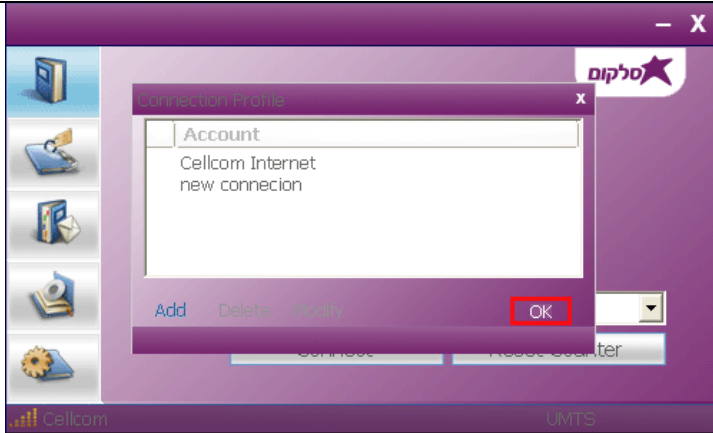 – X
סלקום
Connection Profile x
Account
Cellcom Internet
new connecion
Add Delete Modify OK
Connect Reset Counter
Cellcom UMTS